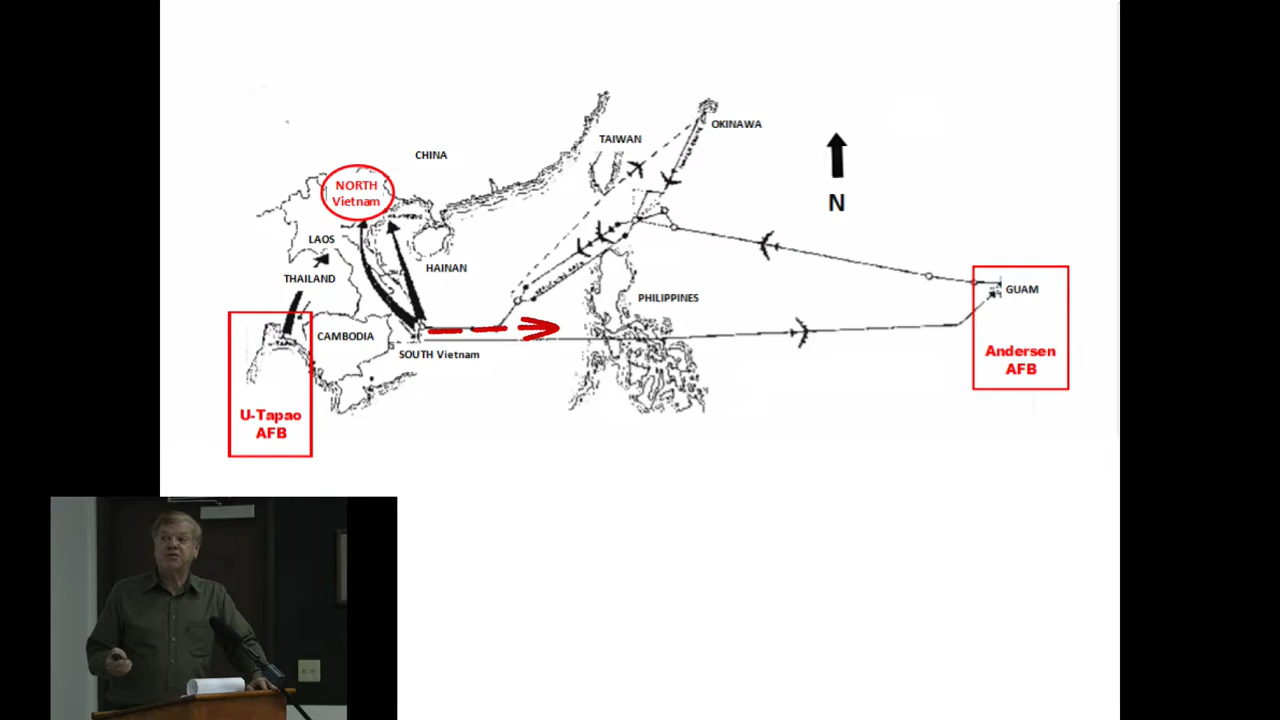 OKINAWA
TAIWAN
CHINA
NORTH
Vietnam
N
LAOS
HAINAN
THAILAND
GUAM
PHILIPPINES
CAMBODIA
SOUTH Vietnam
Andersen
AFB
U-Tapao
AFB